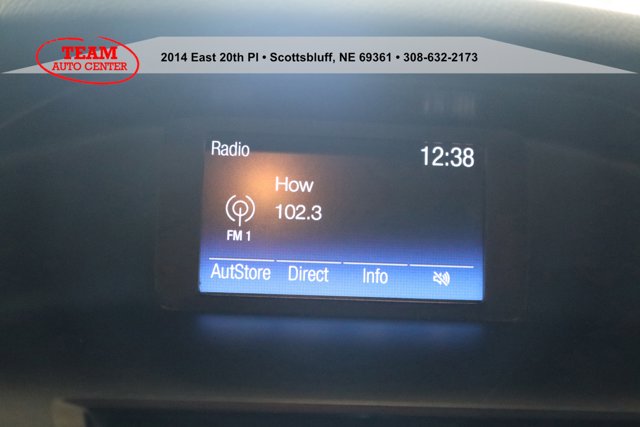 TEAM
AUTO CENTER
2014 East 20th Pl • Scottsbluff, NE 69361 • 308-632-2173
Radio
12:38
How
102.3
FM 1
AutStore Direct Info